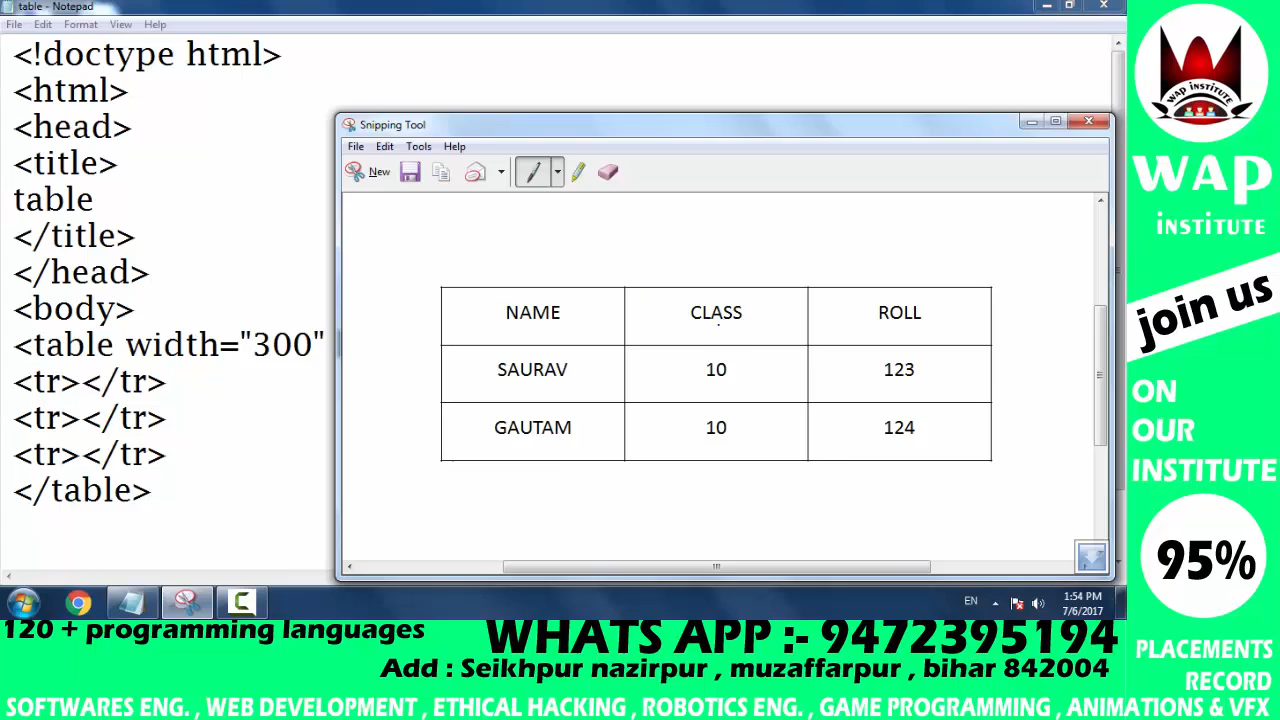 table - Notepad
File Edit Format View Help
<!doctype html>
<html>
<head>
<title>
table
</title>
</head>
<body>
<table width="300"
<tr></tr>
<tr></tr>
<tr></tr>
</table>
Snipping Tool
File Edit Tools Help
New
NAME CLASS ROLL
SAURAV 10 123
GAUTAM 10 124
EN
1:54 PM
7/6/2017
WAP INSTITUTE
WAP
INSTITUTE
join us
ON
OUR
INSTITUTE
95%
PLACEMENTS
RECORD
120 + programming languages
WHATS APP :- 9472395194
Add : Seikhpur nazirpur , muzaffarpur , bihar 842004
SOFTWARES ENG. , WEB DEVELOPMENT , ETHICAL HACKING , ROBOTICS ENG. , GAME PROGRAMMING , ANIMATIONS & VFX